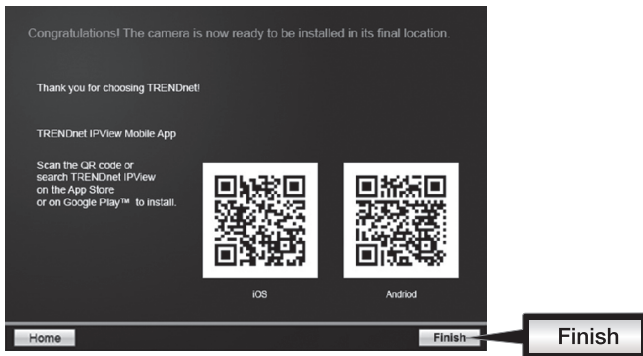 Congratulations! The camera is now ready to be installed in its final location.
Thank you for choosing TRENDnet!
TRENDnet IPView Mobile App
Scan the QR code or
search TRENDnet IPView
on the App Store
or on Google Play™ to install.
iOS
Andriod
Home
Finish
Finish